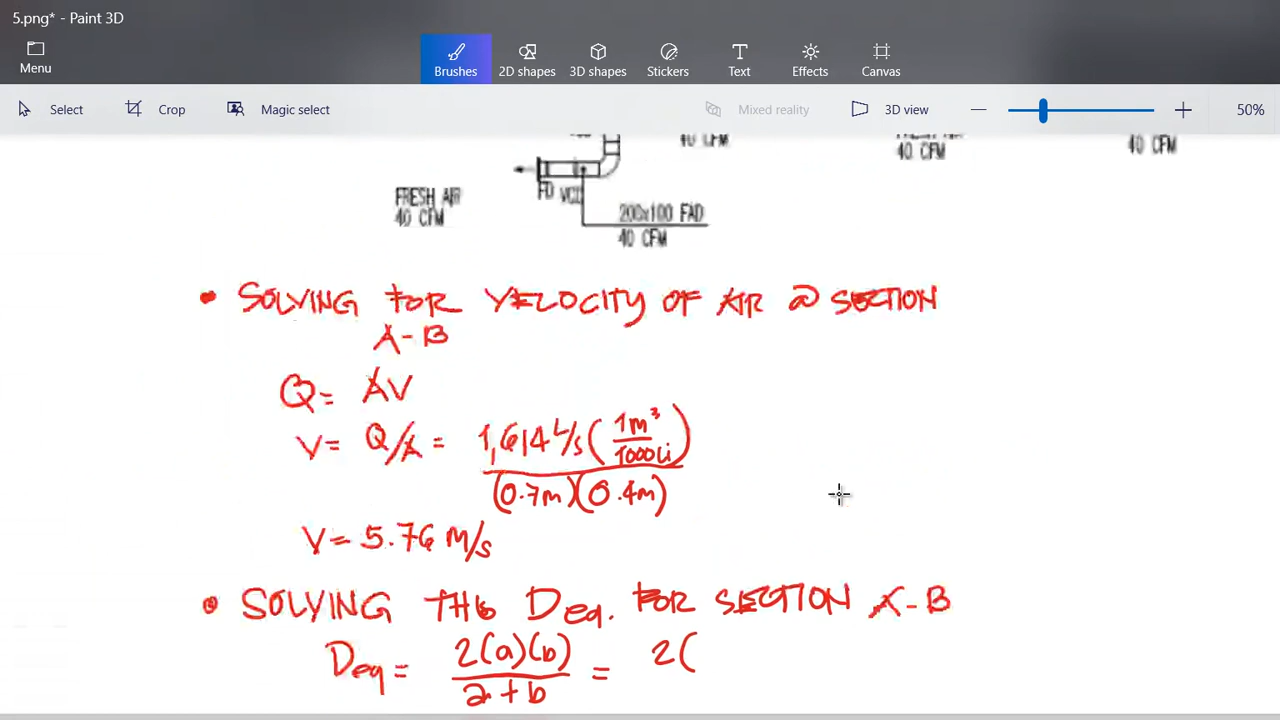 5.png* - Paint 3D
Menu
Brushes
2D shapes
3D shapes
Stickers
Text
Effects
Canvas
Select
Crop
Magic select
Mixed reality
3D view
50%
40 CFM
40 CFM
40 CFM
FRESH AIR
40 CFM
FD
VCD
200x100 FAD
40 CFM
• SOLVING FOR VELOCITY OF AIR @ SECTION
A-B
Q = AV
V = Q/A = 1,614 L/s (1m³/1000Li) / (0.7m)(0.4m)
V = 5.76 m/s
• SOLVING THE Deq. FOR SECTION A-B
Deq = 2(a)(b) / a+b = 2(